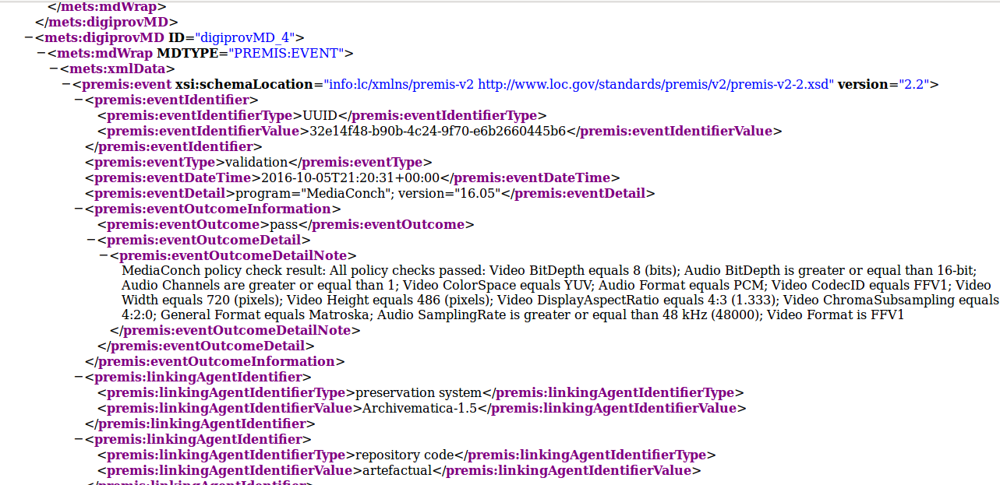 </mets:mdWrap>
</mets:digiprovMD>
−<mets:digiprovMD ID="digiprovMD_4">
−<mets:mdWrap MDTYPE="PREMIS:EVENT">
−<mets:xmlData>
−<premis:event xsi:schemaLocation="info:lc/xmlns/premis-v2 http://www.loc.gov/standards/premis/v2/premis-v2-2.xsd" version="2.2">
−<premis:eventIdentifier>
<premis:eventIdentifierType>UUID</premis:eventIdentifierType>
<premis:eventIdentifierValue>32e14f48-b90b-4c24-9f70-e6b2660445b6</premis:eventIdentifierValue>
</premis:eventIdentifier>
<premis:eventType>validation</premis:eventType>
<premis:eventDateTime>2016-10-05T21:20:31+00:00</premis:eventDateTime>
<premis:eventDetail>program="MediaConch"; version="16.05"</premis:eventDetail>
−<premis:eventOutcomeInformation>
<premis:eventOutcome>pass</premis:eventOutcome>
−<premis:eventOutcomeDetail>
−<premis:eventOutcomeDetailNote>
MediaConch policy check result: All policy checks passed: Video BitDepth equals 8 (bits); Audio BitDepth is greater or equal than 16-bit;
Audio Channels are greater or equal than 1; Video ColorSpace equals YUV; Audio Format equals PCM; Video CodecID equals FFV1; Video
Width equals 720 (pixels); Video Height equals 486 (pixels); Video DisplayAspectRatio equals 4:3 (1.333); Video ChromaSubsampling equals
4:2:0; General Format equals Matroska; Audio SamplingRate is greater or equal than 48 kHz (48000); Video Format is FFV1
</premis:eventOutcomeDetailNote>
</premis:eventOutcomeDetail>
</premis:eventOutcomeInformation>
−<premis:linkingAgentIdentifier>
<premis:linkingAgentIdentifierType>preservation system</premis:linkingAgentIdentifierType>
<premis:linkingAgentIdentifierValue>Archivematica-1.5</premis:linkingAgentIdentifierValue>
</premis:linkingAgentIdentifier>
−<premis:linkingAgentIdentifier>
<premis:linkingAgentIdentifierType>repository code</premis:linkingAgentIdentifierType>
<premis:linkingAgentIdentifierValue>artefactual</premis:linkingAgentIdentifierValue>
</premis:linkingAgentIdentifier>